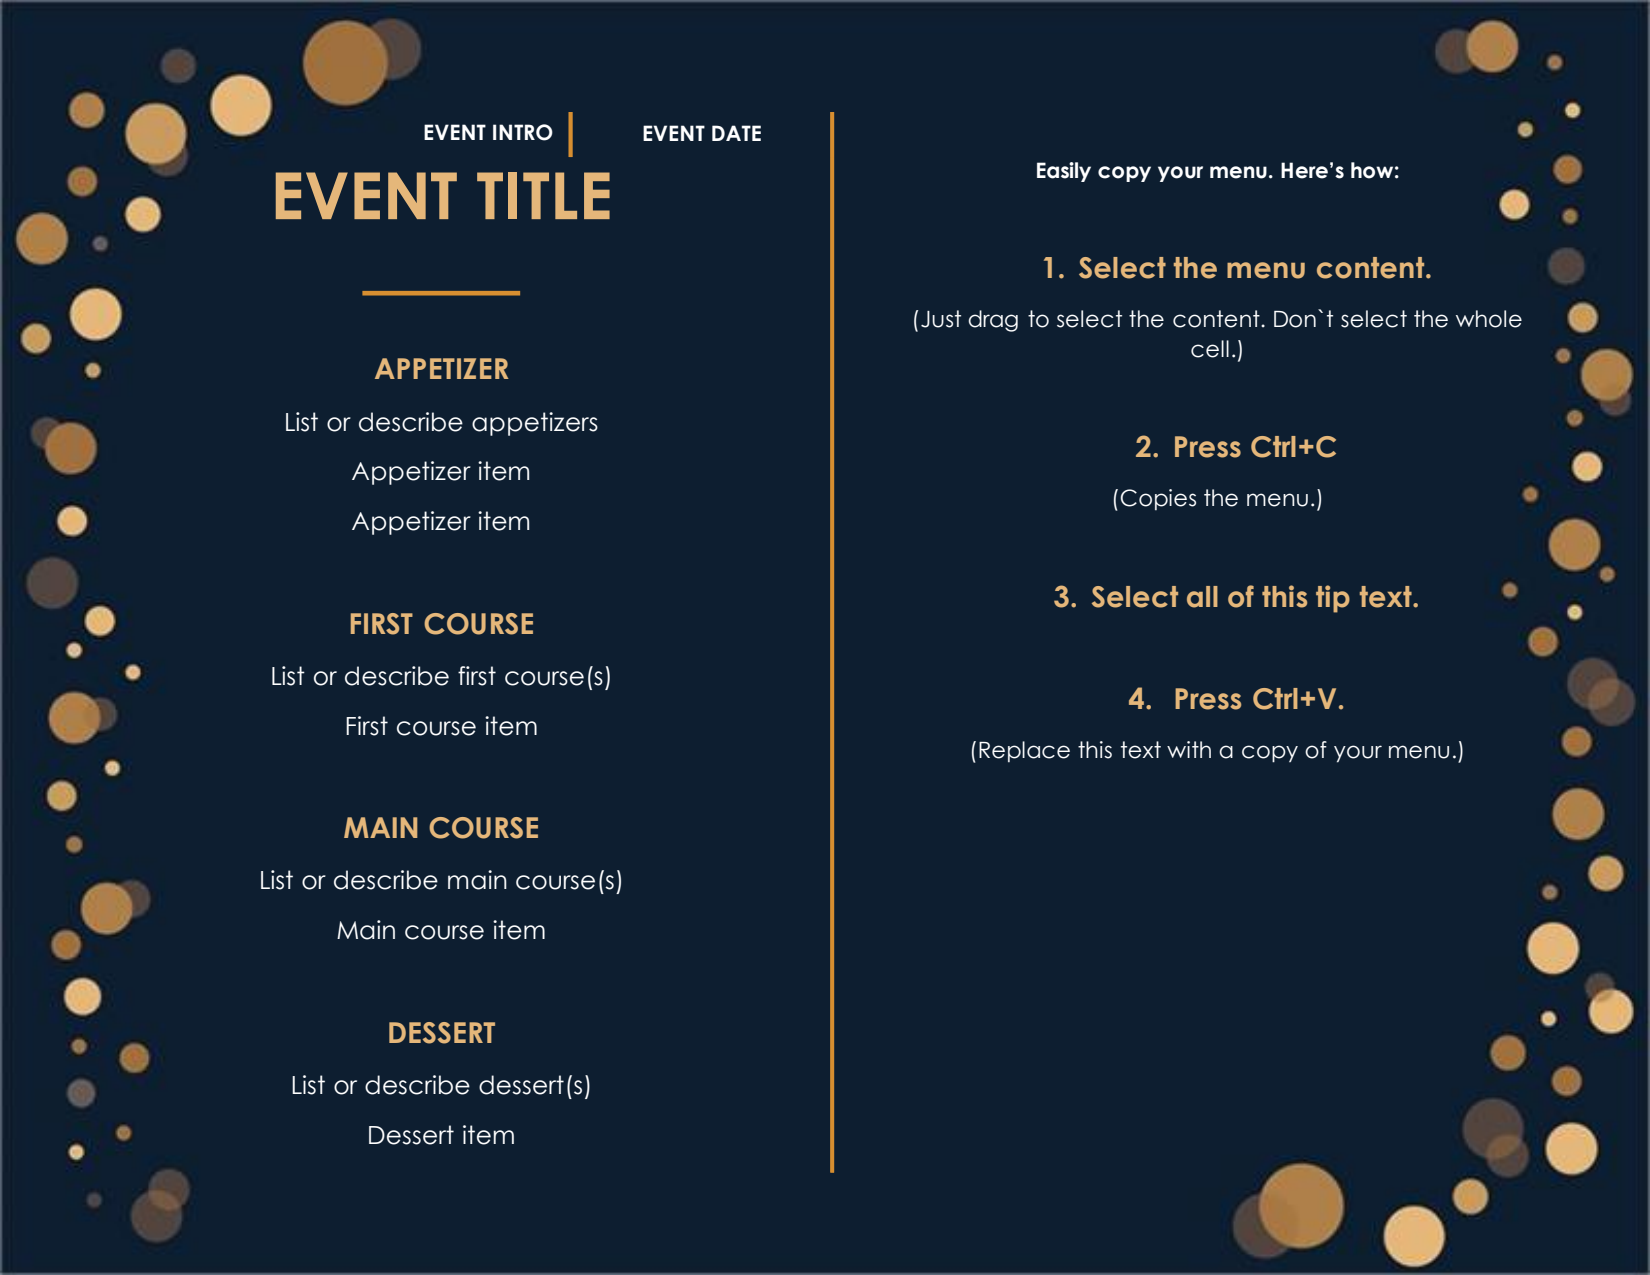 EVENT INTRO EVENT DATE
EVENT TITLE
APPETIZER
List or describe appetizers
Appetizer item
Appetizer item
FIRST COURSE
List or describe first course(s)
First course item
MAIN COURSE
List or describe main course(s)
Main course item
DESSERT
List or describe dessert(s)
Dessert item
Easily copy your menu. Here’s how:
1. Select the menu content.
(Just drag to select the content. Don`t select the whole
cell.)
2. Press Ctrl+C
(Copies the menu.)
3. Select all of this tip text.
4. Press Ctrl+V.
(Replace this text with a copy of your menu.)